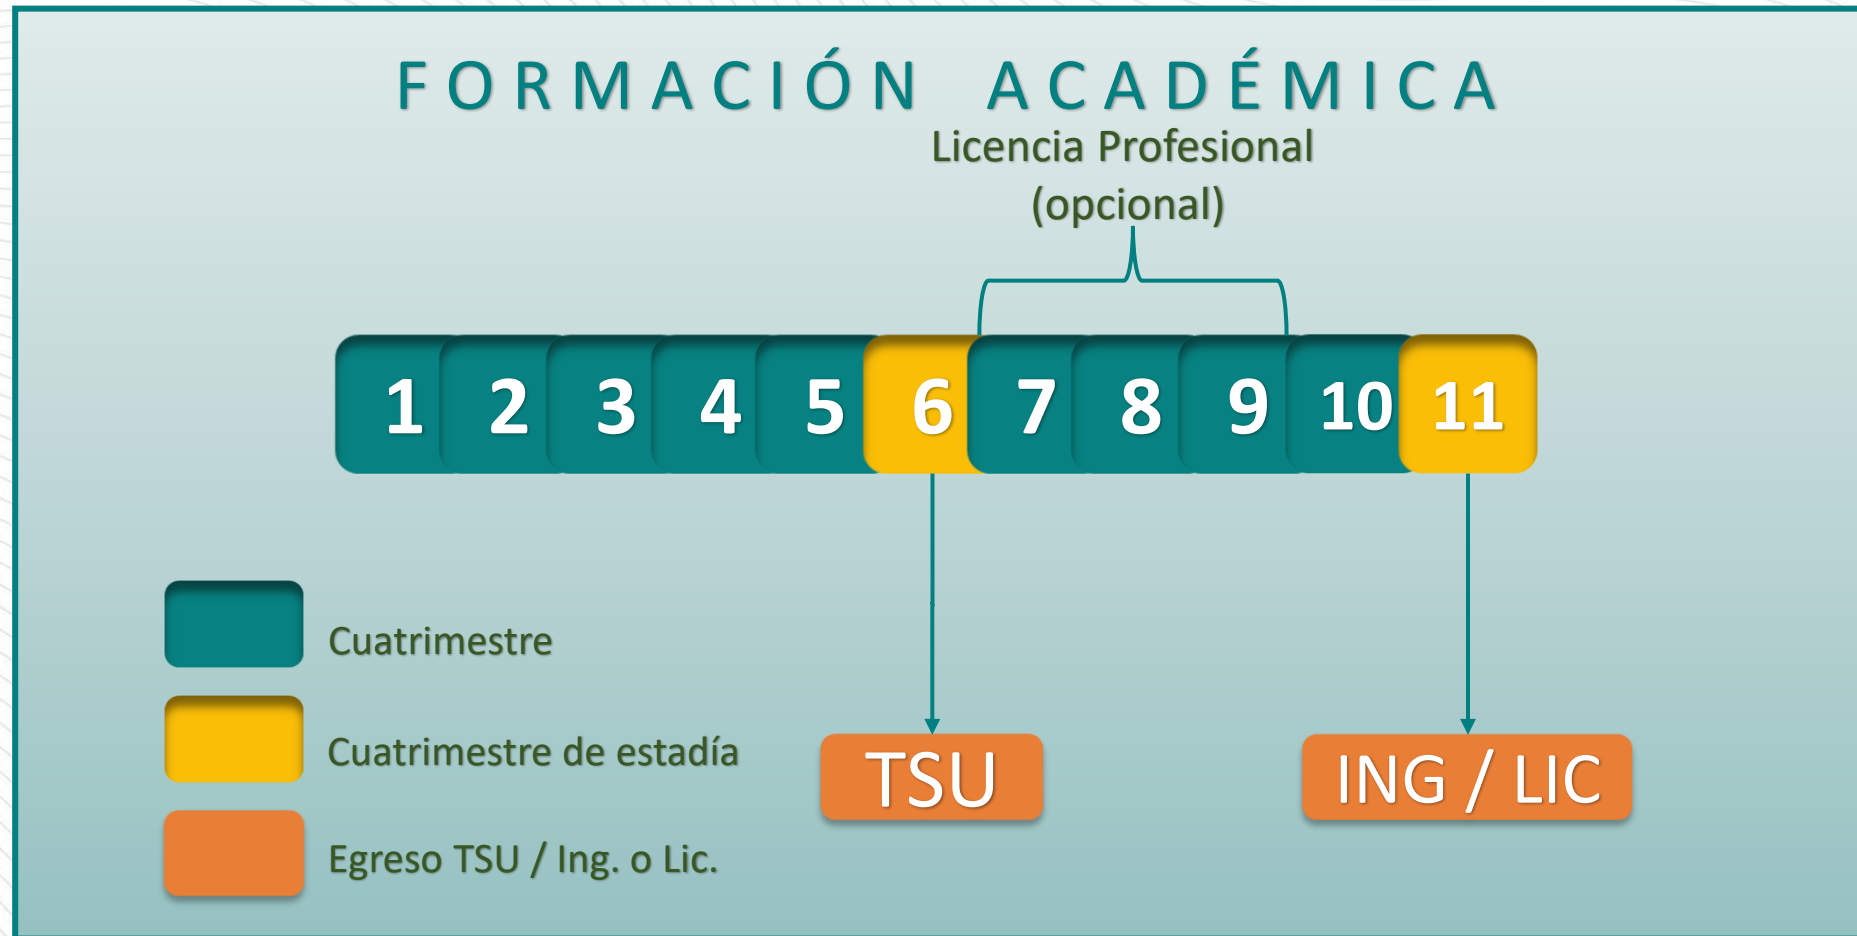 FORMACIÓN ACADÉMICA
Licencia Profesional
(opcional)
1 2 3 4 5 6 7 8 9 10 11
Cuatrimestre
Cuatrimestre de estadía
TSU
ING / LIC
Egreso TSU / Ing. o Lic.